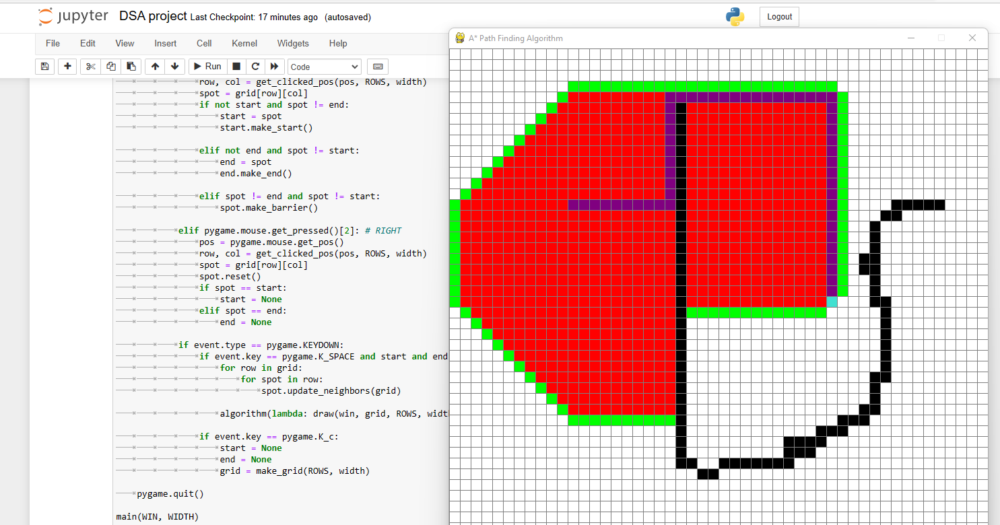 jupyter DSA project Last Checkpoint: 17 minutes ago (autosaved)
Logout
File Edit View Insert Cell Kernel Widgets Help
Run Code
A* Path Finding Algorithm
row, col = get_clicked_pos(pos, ROWS, width)
spot = grid[row][col]
if not start and spot != end:
start = spot
start.make_start()
elif not end and spot != start:
end = spot
end.make_end()
elif spot != end and spot != start:
spot.make_barrier()
elif pygame.mouse.get_pressed()[2]: # RIGHT
pos = pygame.mouse.get_pos()
row, col = get_clicked_pos(pos, ROWS, width)
spot = grid[row][col]
spot.reset()
if spot == start:
start = None
elif spot == end:
end = None
if event.type == pygame.KEYDOWN:
if event.key == pygame.K_SPACE and start and end
for row in grid:
for spot in row:
spot.update_neighbors(grid)
algorithm(lambda: draw(win, grid, ROWS, widt
if event.key == pygame.K_c:
start = None
end = None
grid = make_grid(ROWS, width)
pygame.quit()
main(WIN, WIDTH)